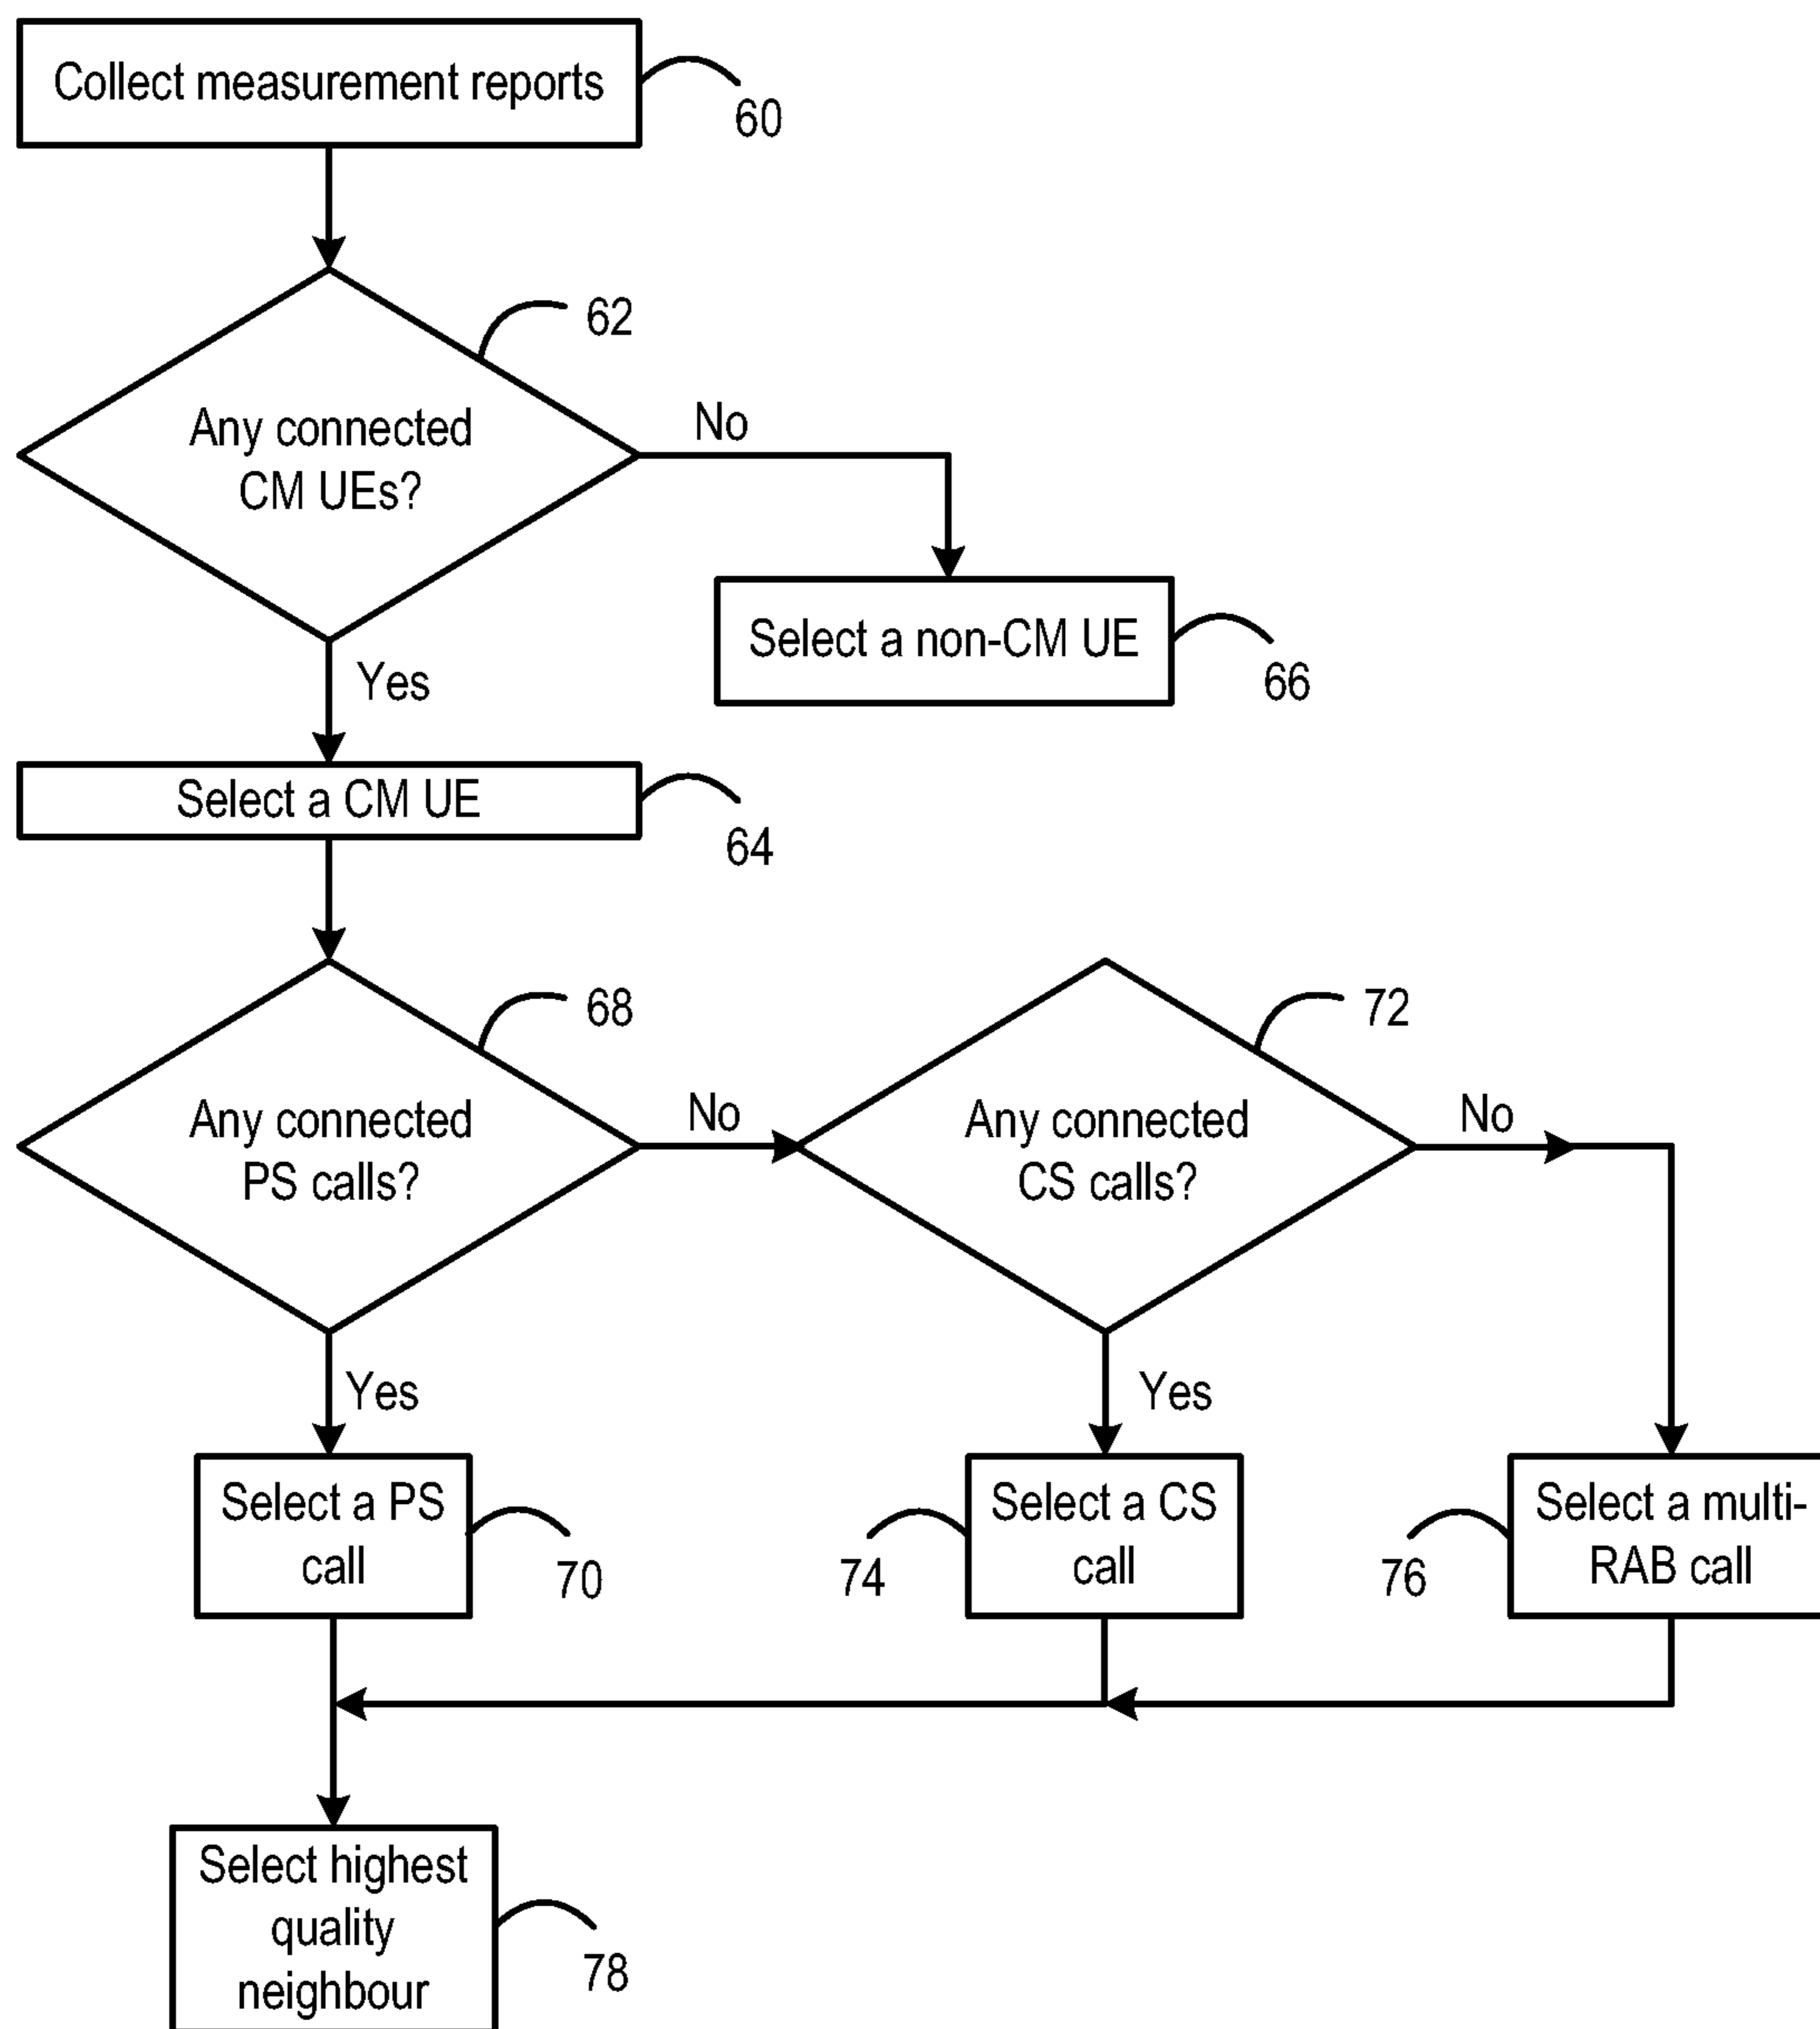 Collect measurement reports
60
62
Any connected
CM UEs?
No
Select a non-CM UE
66
Yes
Select a CM UE
64
68
Any connected
PS calls?
No
72
Any connected
CS calls?
No
Yes
Yes
Select a PS
call
70
Select a CS
call
74
Select a multi-
RAB call
76
Select highest
quality
neighbour
78